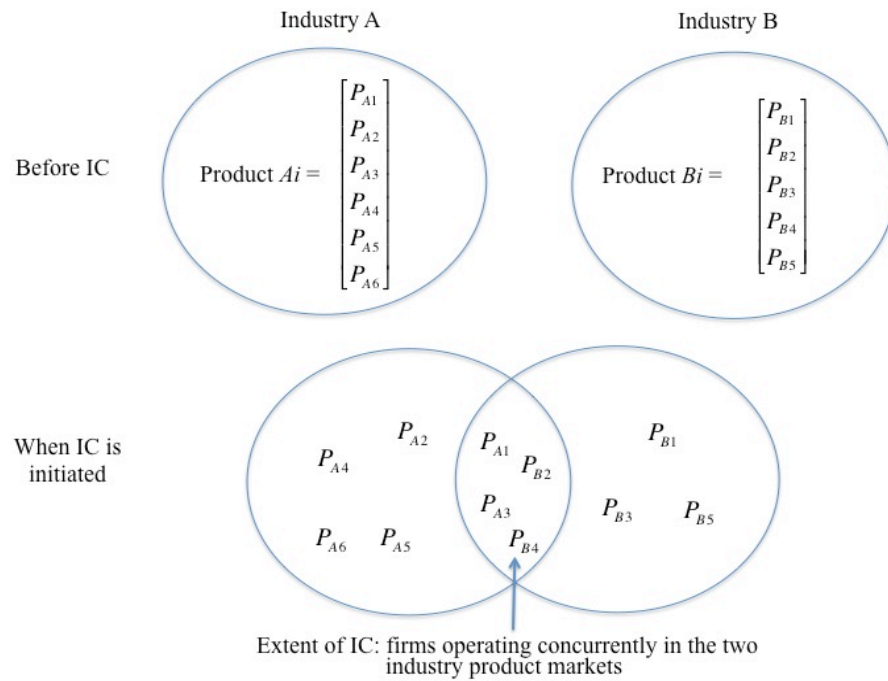 Industry A
Industry B
Before IC
Product Ai =
P_A1
P_A2
P_A3
P_A4
P_A5
P_A6
Product Bi =
P_B1
P_B2
P_B3
P_B4
P_B5
When IC is
initiated
P_A2
P_A4
P_A6 P_A5
P_A1
P_B2
P_A3
P_B4
P_B1
P_B3 P_B5
Extent of IC: firms operating concurrently in the two
industry product markets